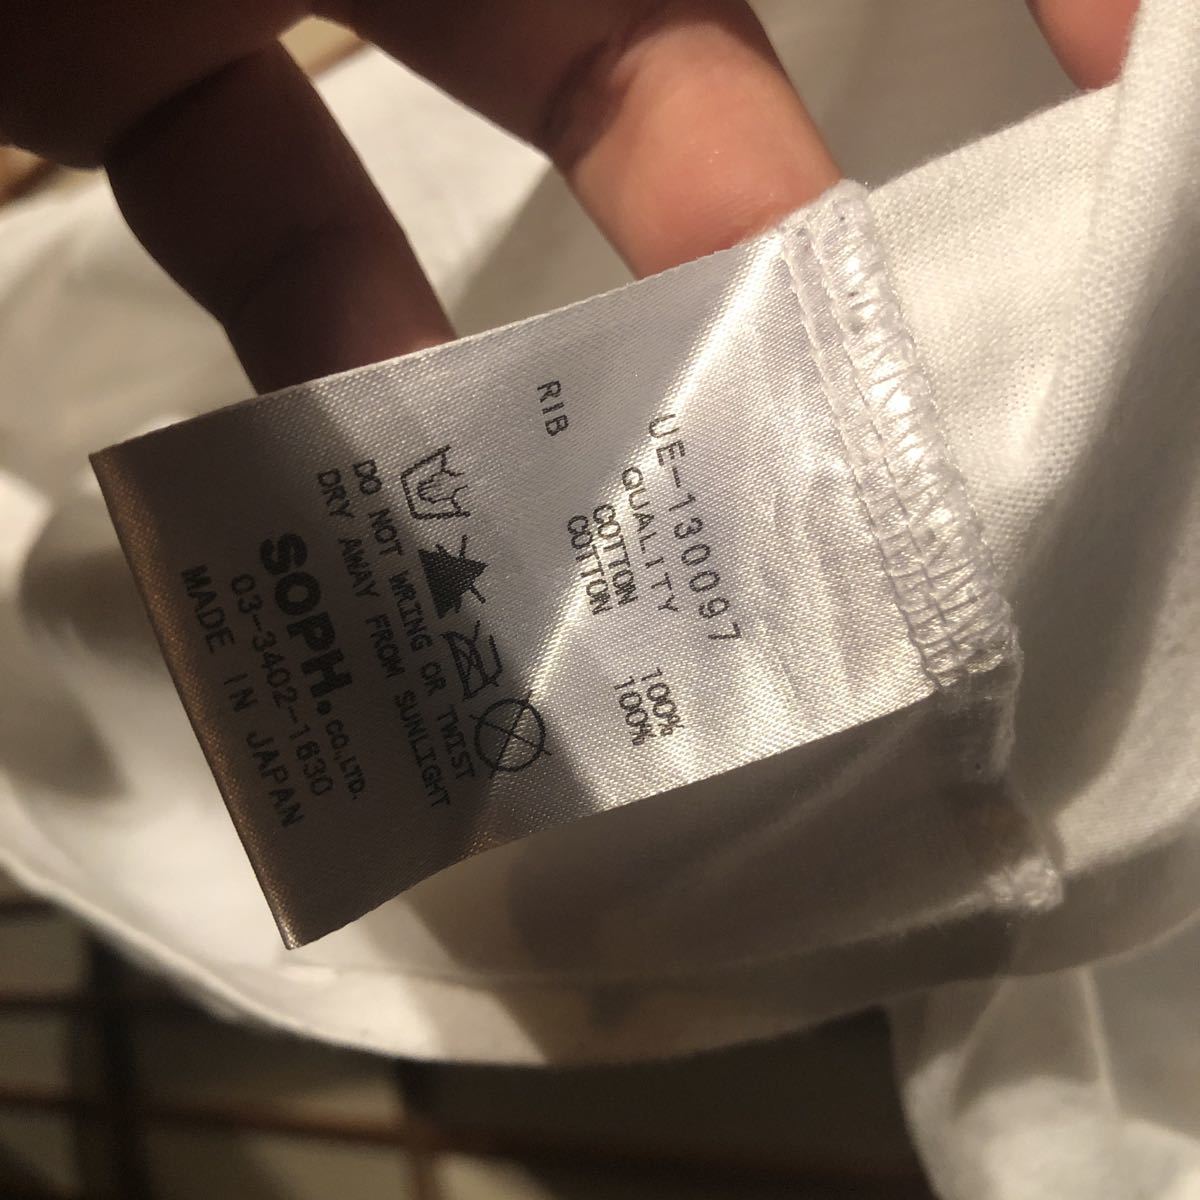 UE-130097
QUALITY
COTTON 100%
RIB COTTON 100%
DO NOT WRING OR TWIST
DRY AWAY FROM SUNLIGHT
SOPH.CO.,LTD.
03-3402-1630
MADE IN JAPAN